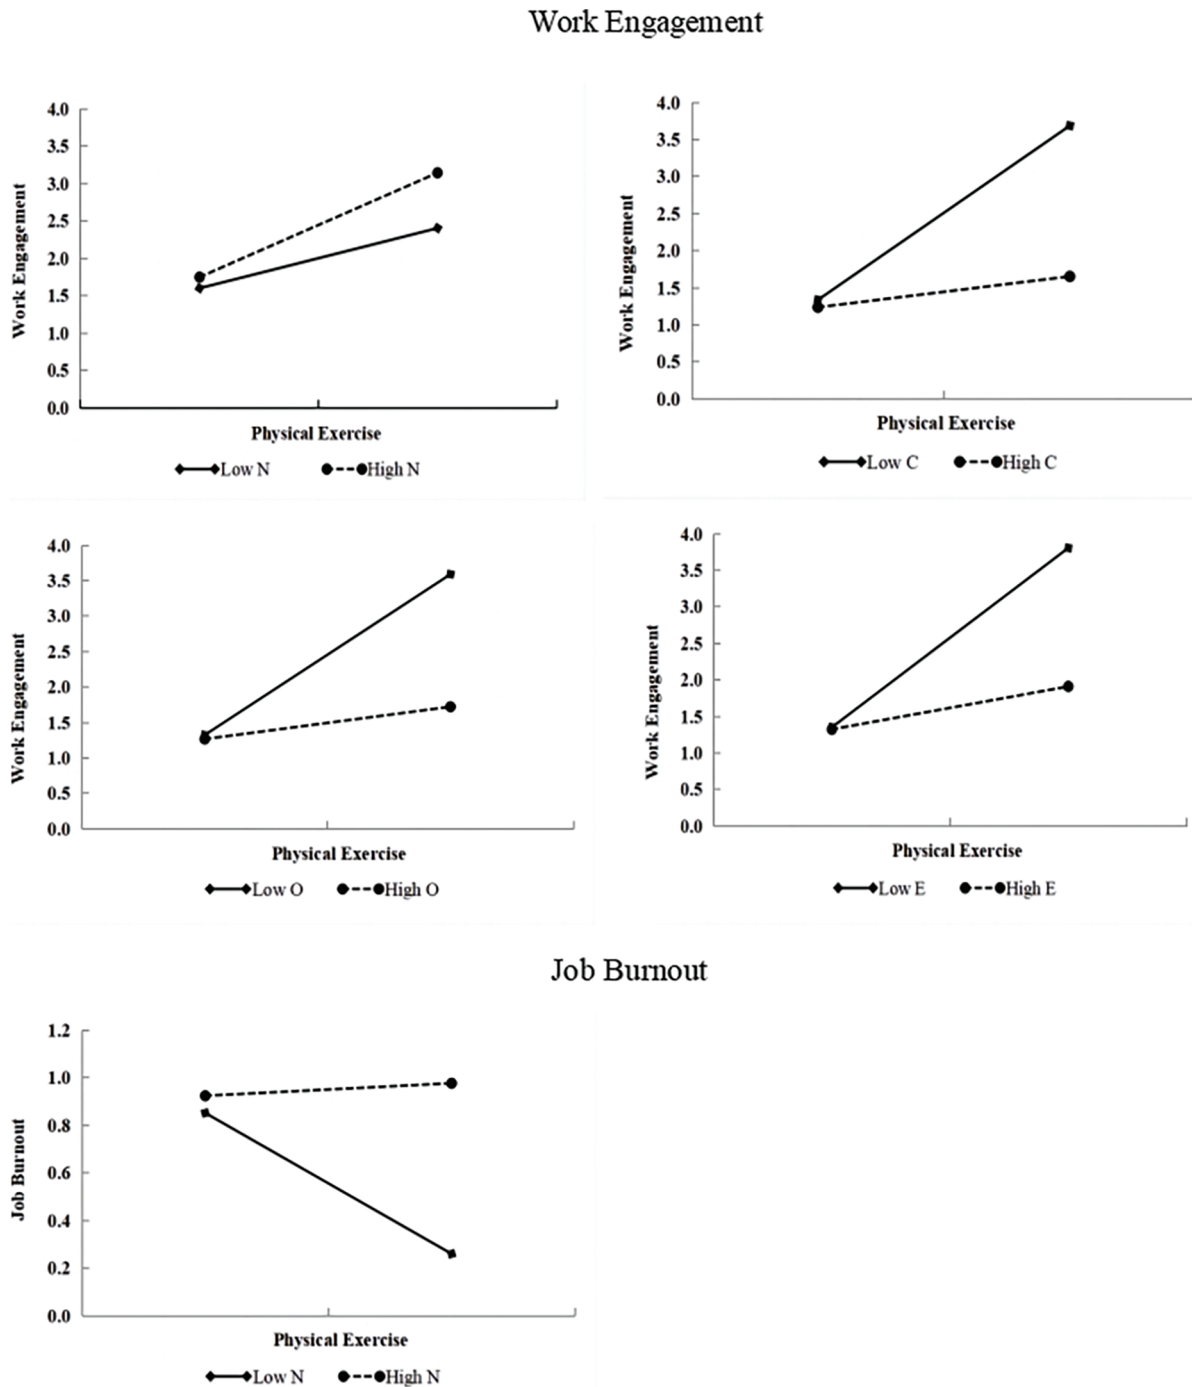 Work Engagement
4.0
3.5
3.0
2.5
2.0
1.5
1.0
0.5
0.0
Work Engagement
Physical Exercise
Low N High N
4.0
3.5
3.0
2.5
2.0
1.5
1.0
0.5
0.0
Work Engagement
Physical Exercise
Low C High C
4.0
3.5
3.0
2.5
2.0
1.5
1.0
0.5
0.0
Work Engagement
Physical Exercise
Low O High O
4.0
3.5
3.0
2.5
2.0
1.5
1.0
0.5
0.0
Work Engagement
Physical Exercise
Low E High E
Job Burnout
1.2
1.0
0.8
0.6
0.4
0.2
0.0
Job Burnout
Physical Exercise
Low N High N